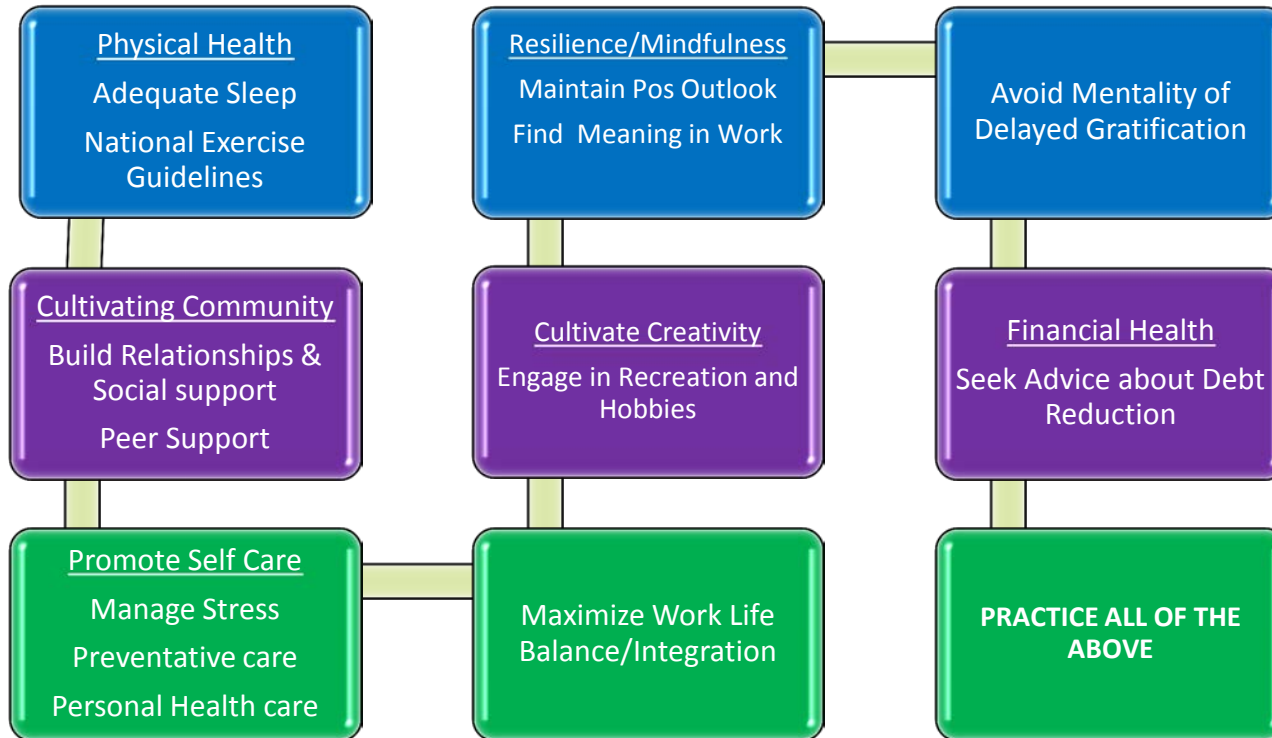 Physical Health
Adequate Sleep
National Exercise
Guidelines
Cultivating Community
Build Relationships &
Social support
Peer Support
Promote Self Care
Manage Stress
Preventative care
Personal Health care
Maximize Work Life
Balance/Integration
Cultivate Creativity
Engage in Recreation and
Hobbies
Resilience/Mindfulness
Maintain Pos Outlook
Find Meaning in Work
Avoid Mentality of
Delayed Gratification
Financial Health
Seek Advice about Debt
Reduction
PRACTICE ALL OF THE
ABOVE